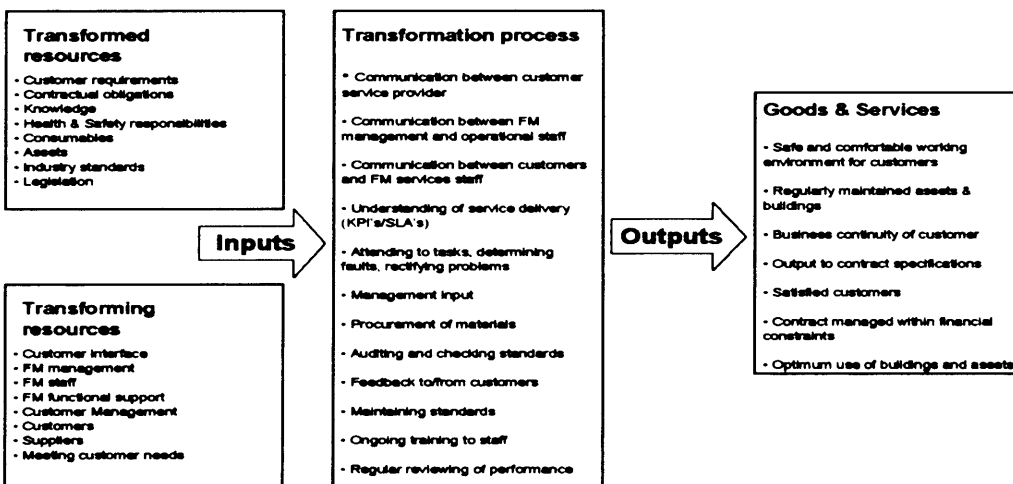 Transformed
resources
- Customer requirements
- Contractual obligations
- Knowledge
- Health & Safety responsibilities
- Consumables
- Assets
- Industry standards
- Legislation
Transforming
resources
- Customer interface
- FM management
- FM staff
- FM functional support
- Customer Management
- Customers
- Suppliers
- Meeting customer needs
Inputs
Transformation process
• Communication between customer
service provider
- Communication between FM
management and operational staff
- Communication between customers
and FM services staff
- Understanding of service delivery
(KPI's/SLA's)
- Attending to tasks, determining
faults, rectifying problems
- Management input
- Procurement of materials
- Auditing and checking standards
- Feedback to/from customers
- Maintaining standards
- Ongoing training to staff
- Regular reviewing of performance
Outputs
Goods & Services
- Safe and comfortable working
environment for customers
- Regularly maintained assets &
buildings
- Business continuity of customer
- Output to contract specifications
- Satisfied customers
- Contract managed within financial
constraints
- Optimum use of buildings and assets